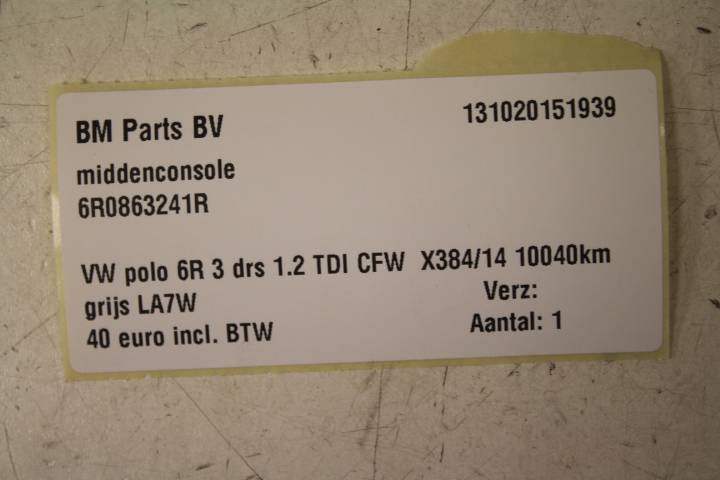 BM Parts BV 131020151939
middenconsole
6R0863241R
VW polo 6R 3 drs 1.2 TDI CFW X384/14 10040km
grijs LA7W Verz:
40 euro incl. BTW Aantal: 1